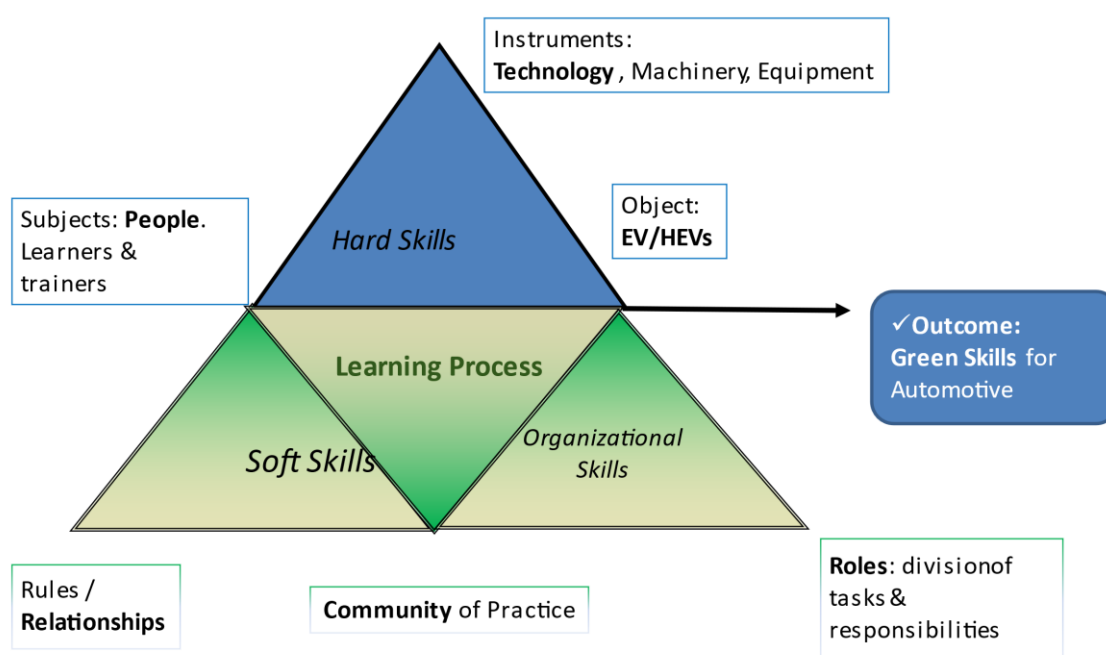 Instruments:
Technology , Machinery, Equipment
Subjects: People.
Learners &
trainers
Object:
EV/HEVs
Hard Skills
✓Outcome:
Green Skills for
Automotive
Learning Process
Soft Skills
Organizational
Skills
Rules /
Relationships
Community of Practice
Roles: divisionof
tasks &
responsibilities